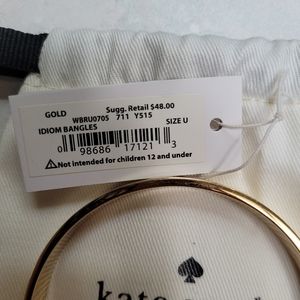 GOLD Sugg. Retail $48.00
WBRU0705 711 Y515
IDIOM BANGLES SIZE U
0 98686 17121 3
⚠Not intended for children 12 and under
kate